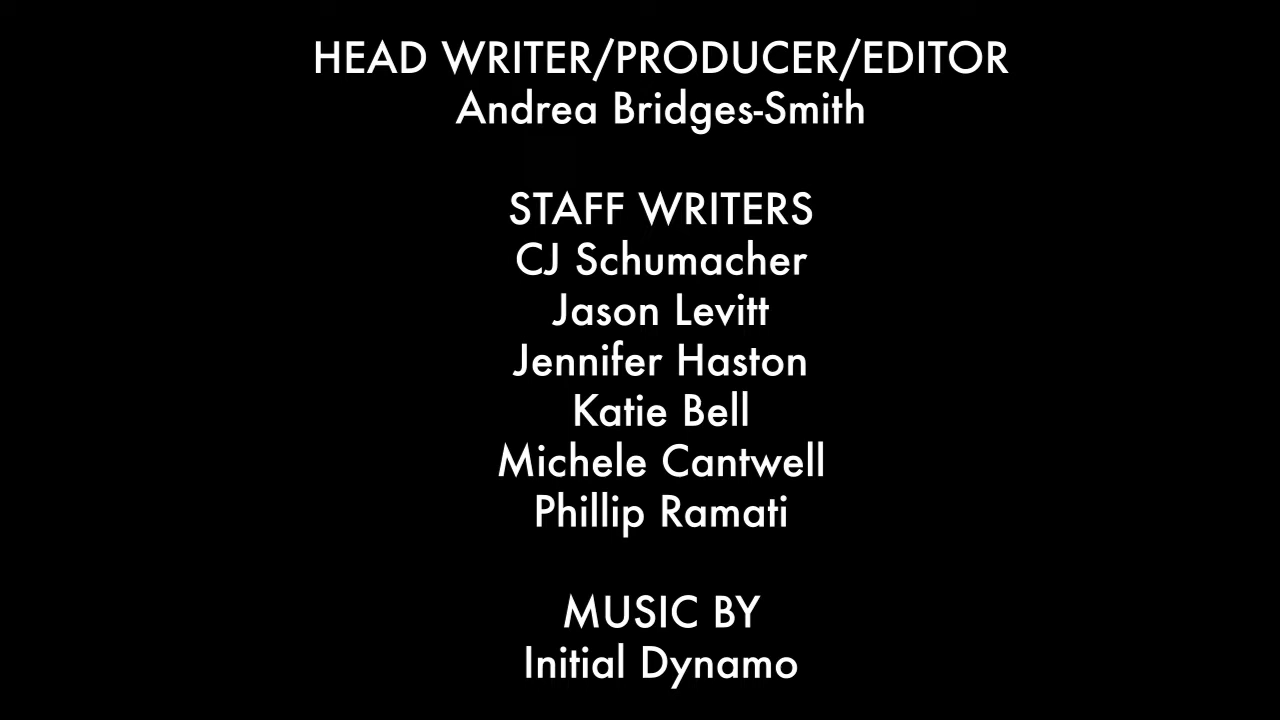 HEAD WRITER/PRODUCER/EDITOR
Andrea Bridges-Smith
STAFF WRITERS
CJ Schumacher
Jason Levitt
Jennifer Haston
Katie Bell
Michele Cantwell
Phillip Ramati
MUSIC BY
Initial Dynamo